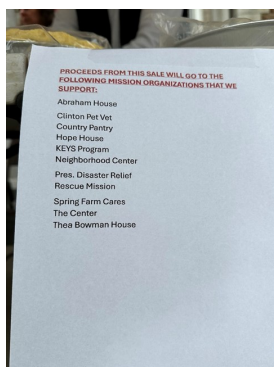 PROCEEDS FROM THIS SALE WILL GO TO THE
FOLLOWING MISSION ORGANIZATIONS THAT WE
SUPPORT:
Abraham House
Clinton Pet Vet
Country Pantry
Hope House
KEYS Program
Neighborhood Center
Pres. Disaster Relief
Rescue Mission
Spring Farm Cares
The Center
Thea Bowman House